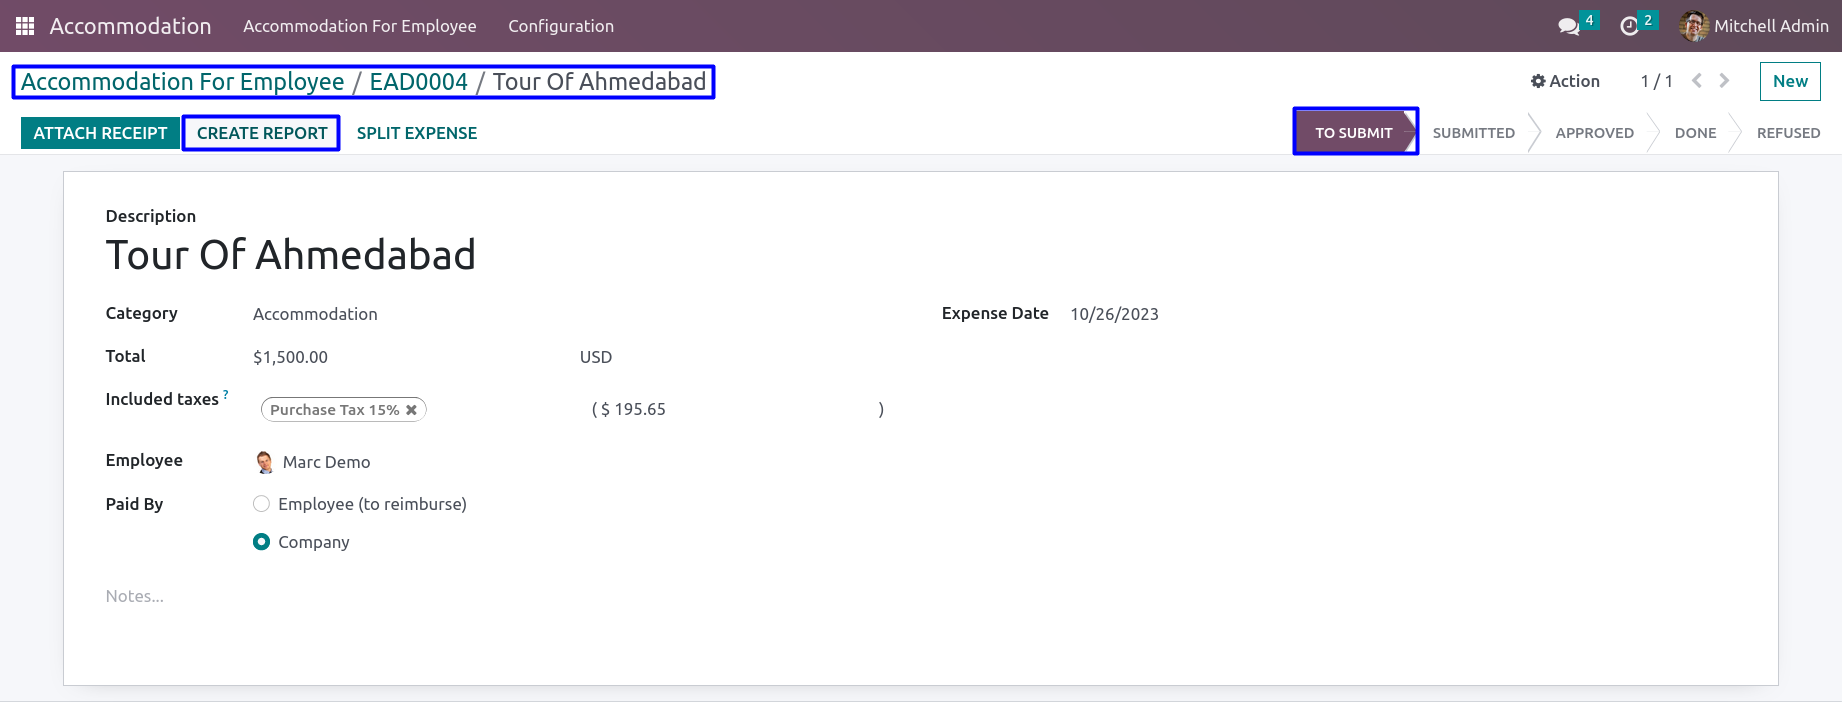 Accommodation Accommodation For Employee Configuration 4 2 Mitchell Admin
Accommodation For Employee / EAD0004 / Tour Of Ahmedabad Action 1 / 1 New
ATTACH RECEIPT CREATE REPORT SPLIT EXPENSE TO SUBMIT SUBMITTED APPROVED DONE REFUSED
Description
Tour Of Ahmedabad
Category Accommodation Expense Date 10/26/2023
Total $1,500.00 USD
Included taxes ? Purchase Tax 15% ✖ ( $ 195.65 )
Employee Marc Demo
Paid By Employee (to reimburse)
Company
Notes...